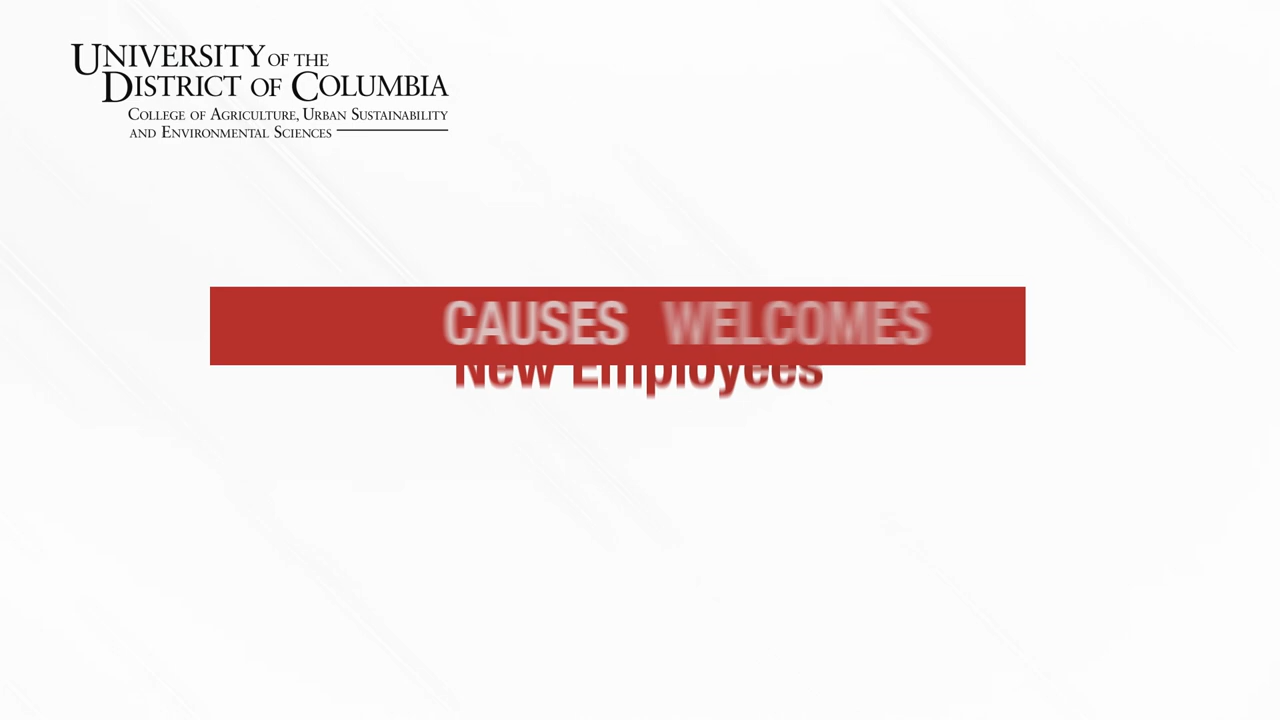 UNIVERSITY OF THE
DISTRICT OF COLUMBIA
COLLEGE OF AGRICULTURE, URBAN SUSTAINABILITY
AND ENVIRONMENTAL SCIENCES
CAUSES WELCOMES
New Employees